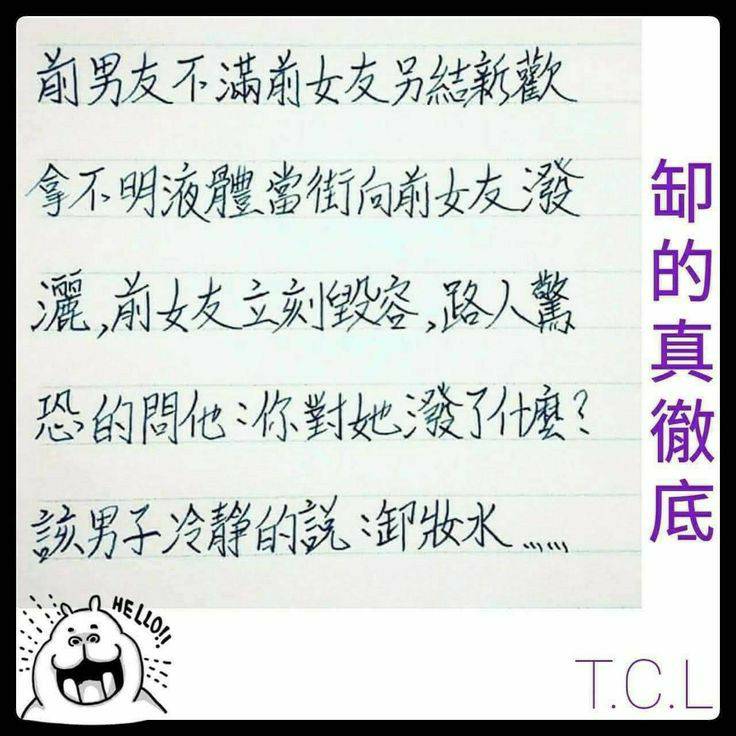 前男友不滿前女友另結新歡
拿不明液體當街向前女友潑
灑,前女友立刻毀容,路人驚
恐的問他:你對她潑了什麼?
該男子冷靜的說:卸妝水……
卸的真徹底
HELLO!!
T.C.L